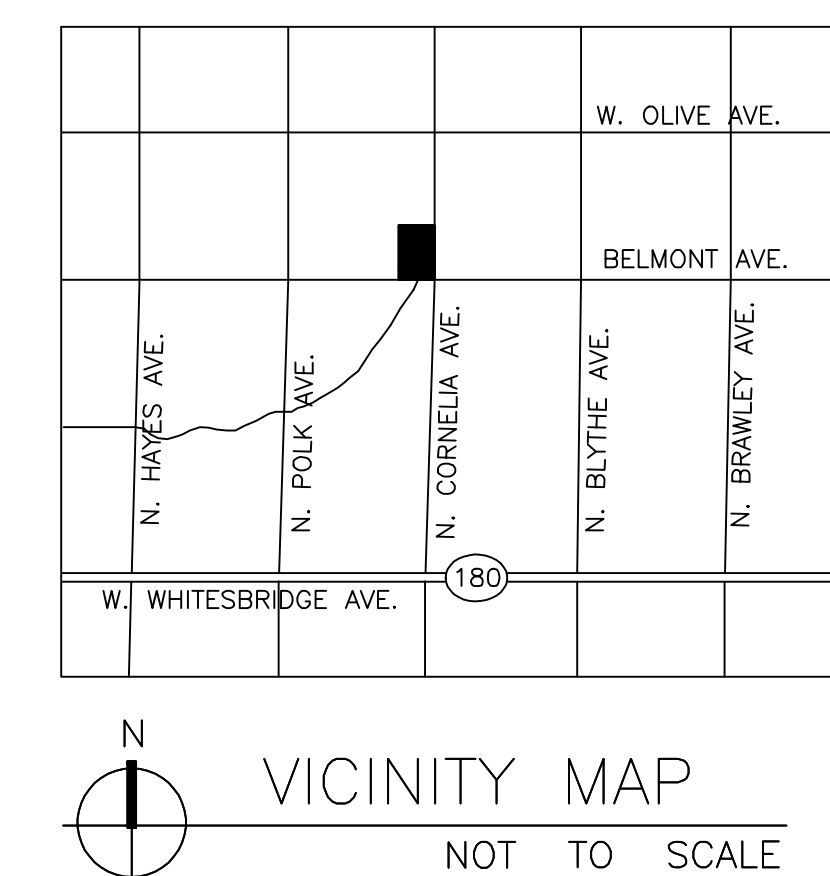 W. OLIVE AVE.
BELMONT AVE.
N. HAYES AVE.
N. POLK AVE.
N. CORNELIA AVE.
N. BLYTHE AVE.
N. BRAWLEY AVE.
180
W. WHITESBRIDGE AVE.
N
VICINITY MAP
NOT TO SCALE